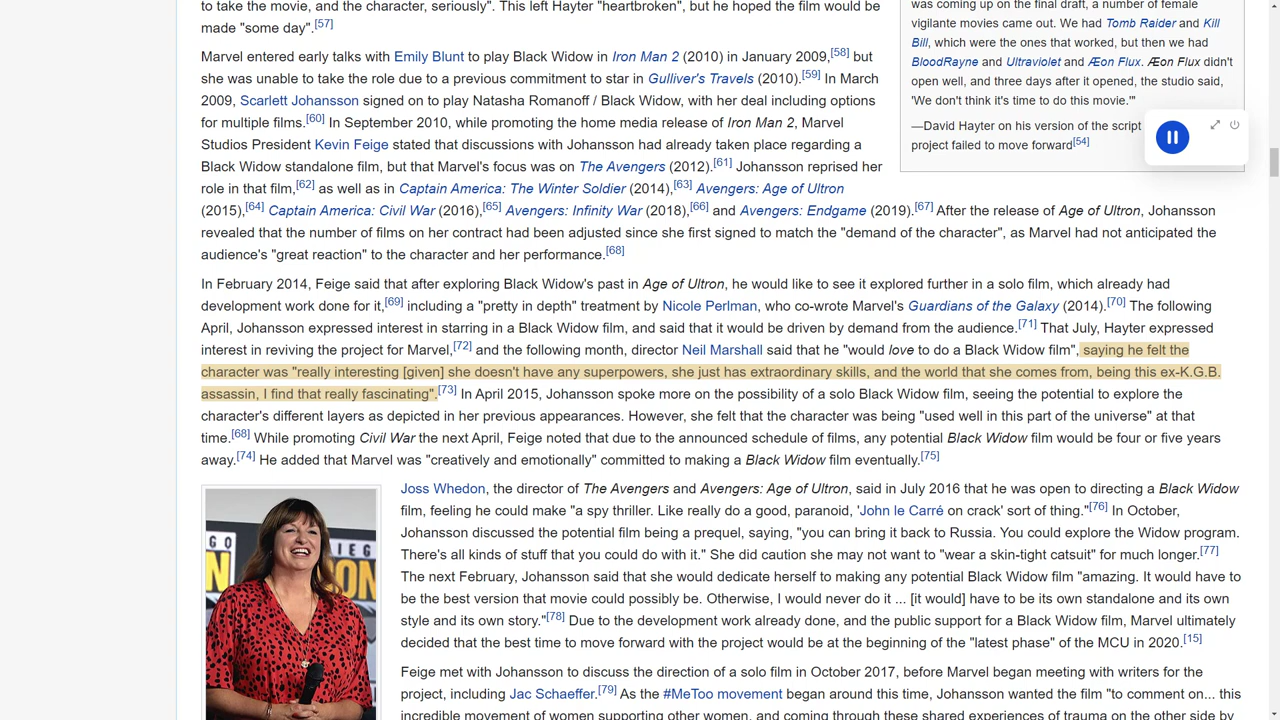 to take the movie, and the character, seriously". This left Hayter "heartbroken", but he hoped the film would be
made "some day".[57]
Marvel entered early talks with Emily Blunt to play Black Widow in Iron Man 2 (2010) in January 2009,[58] but
she was unable to take the role due to a previous commitment to star in Gulliver's Travels (2010).[59] In March
2009, Scarlett Johansson signed on to play Natasha Romanoff / Black Widow, with her deal including options
for multiple films.[60] In September 2010, while promoting the home media release of Iron Man 2, Marvel
Studios President Kevin Feige stated that discussions with Johansson had already taken place regarding a
Black Widow standalone film, but that Marvel's focus was on The Avengers (2012).[61] Johansson reprised her
role in that film,[62] as well as in Captain America: The Winter Soldier (2014),[63] Avengers: Age of Ultron
(2015),[64] Captain America: Civil War (2016),[65] Avengers: Infinity War (2018),[66] and Avengers: Endgame (2019).[67] After the release of Age of Ultron, Johansson
revealed that the number of films on her contract had been adjusted since she first signed to match the "demand of the character", as Marvel had not anticipated the
audience's "great reaction" to the character and her performance.[68]
was coming up on the final draft, a number of female
vigilante movies came out. We had Tomb Raider and Kill
Bill, which were the ones that worked, but then we had
BloodRayne and Ultraviolet and Æon Flux. Æon Flux didn't
open well, and three days after it opened, the studio said,
'We don't think it's time to do this movie.'"
—David Hayter on his version of the script
project failed to move forward[54]
In February 2014, Feige said that after exploring Black Widow's past in Age of Ultron, he would like to see it explored further in a solo film, which already had
development work done for it,[69] including a "pretty in depth" treatment by Nicole Perlman, who co-wrote Marvel's Guardians of the Galaxy (2014).[70] The following
April, Johansson expressed interest in starring in a Black Widow film, and said that it would be driven by demand from the audience.[71] That July, Hayter expressed
interest in reviving the project for Marvel,[72] and the following month, director Neil Marshall said that he "would love to do a Black Widow film", saying he felt the
character was "really interesting [given] she doesn't have any superpowers, she just has extraordinary skills, and the world that she comes from, being this ex-K.G.B.
assassin, I find that really fascinating".[73] In April 2015, Johansson spoke more on the possibility of a solo Black Widow film, seeing the potential to explore the
character's different layers as depicted in her previous appearances. However, she felt that the character was being "used well in this part of the universe" at that
time.[68] While promoting Civil War the next April, Feige noted that due to the announced schedule of films, any potential Black Widow film would be four or five years
away.[74] He added that Marvel was "creatively and emotionally" committed to making a Black Widow film eventually.[75]
Joss Whedon, the director of The Avengers and Avengers: Age of Ultron, said in July 2016 that he was open to directing a Black Widow
film, feeling he could make "a spy thriller. Like really do a good, paranoid, 'John le Carré on crack' sort of thing."[76] In October,
Johansson discussed the potential film being a prequel, saying, "you can bring it back to Russia. You could explore the Widow program.
There's all kinds of stuff that you could do with it." She did caution she may not want to "wear a skin-tight catsuit" for much longer.[77]
The next February, Johansson said that she would dedicate herself to making any potential Black Widow film "amazing. It would have to
be the best version that movie could possibly be. Otherwise, I would never do it ... [it would] have to be its own standalone and its own
style and its own story."[78] Due to the development work already done, and the public support for a Black Widow film, Marvel ultimately
decided that the best time to move forward with the project would be at the beginning of the "latest phase" of the MCU in 2020.[15]
Feige met with Johansson to discuss the direction of a solo film in October 2017, before Marvel began meeting with writers for the
project, including Jac Schaeffer.[79] As the #MeToo movement began around this time, Johansson wanted the film "to comment on... this
incredible movement of women supporting other women, and coming through these shared experiences of trauma on the other side by